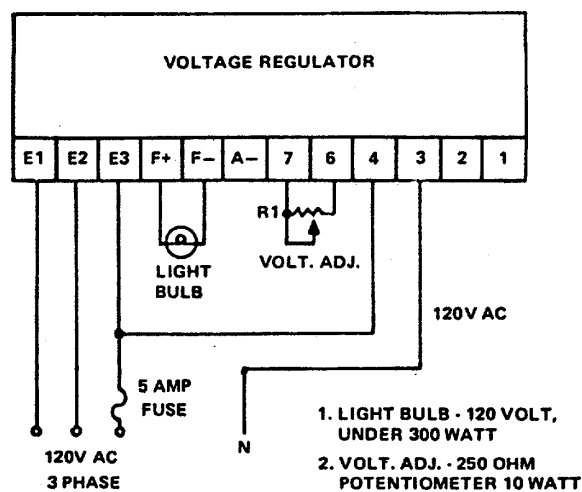 VOLTAGE REGULATOR
E1 E2 E3 F+ F- A- 7 6 4 3 2 1
R1
VOLT. ADJ.
LIGHT
BULB
120V AC
5 AMP
FUSE
N
120V AC
3 PHASE
1. LIGHT BULB - 120 VOLT,
UNDER 300 WATT
2. VOLT. ADJ. - 250 OHM
POTENTIOMETER 10 WATT